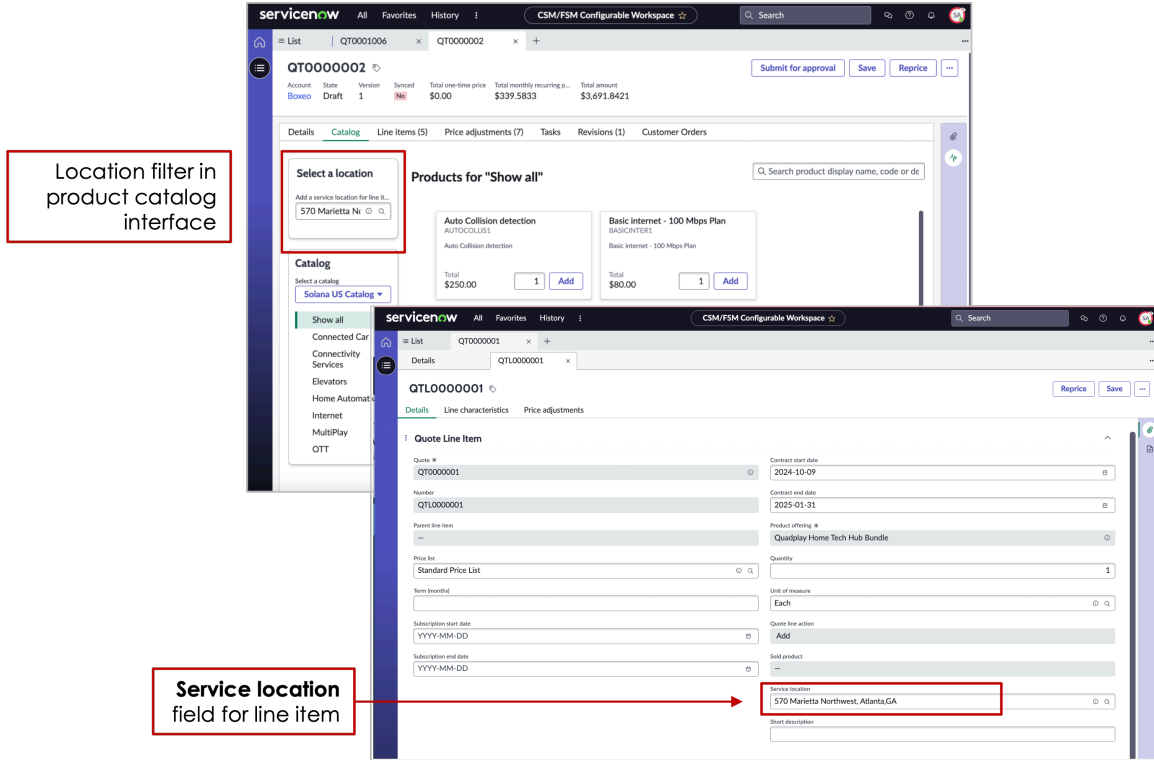 Location filter in
product catalog
interface
servicenow All Favorites History CSM/FSM Configurable Workspace Search SA
List QT0001006 × QT0000002 × +
QT0000002
Submit for approval Save Reprice
Account State Version Synced Total one-time price Total monthly recurring p... Total amount
Boxeo Draft 1 No $0.00 $339.5833 $3,691.8421
Details Catalog Line items (5) Price adjustments (7) Tasks Revisions (1) Customer Orders
Select a location
Add a service location for line it...
570 Marietta No
Products for "Show all"
Search product display name, code or de
Auto Collision detection
AUTOCOLLIS1
Auto Collision detection
Total
$250.00 1 Add
Basic internet - 100 Mbps Plan
BASICINTER1
Basic internet - 100 Mbps Plan
Total
$80.00 1 Add
Catalog
Select a catalog
Solana US Catalog
Show all
Connected Car
Connectivity
Services
Elevators
Home Automat
Internet
MultiPlay
OTT
servicenow All Favorites History CSM/FSM Configurable Workspace Search SA
List QT0000001 × +
Details QTL0000001 ×
QTL0000001
Reprice Save
Details Line characteristics Price adjustments
Quote Line Item
Quote *
QT0000001
Number
QTL0000001
Parent line item
—
Price list
Standard Price List
Term (months)
Subscription start date
YYYY-MM-DD
Subscription end date
YYYY-MM-DD
Contract start date
2024-10-09
Contract end date
2025-01-31
Product offering *
Quadplay Home Tech Hub Bundle
Quantity
1
Unit of measure
Each
Quote line action
Add
Sold product
—
Service location
570 Marietta Northwest, Atlanta,GA
Short description
Service location
field for line item